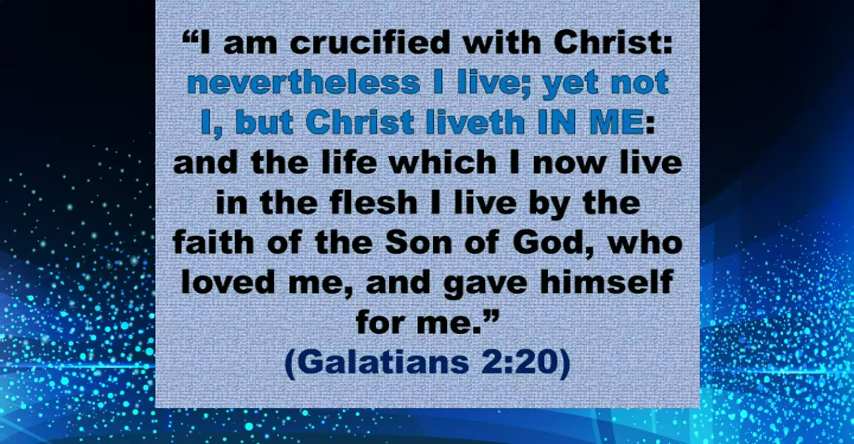 “I am crucified with Christ:
nevertheless I live; yet not
I, but Christ liveth IN ME:
and the life which I now live
in the flesh I live by the
faith of the Son of God, who
loved me, and gave himself
for me.”
(Galatians 2:20)